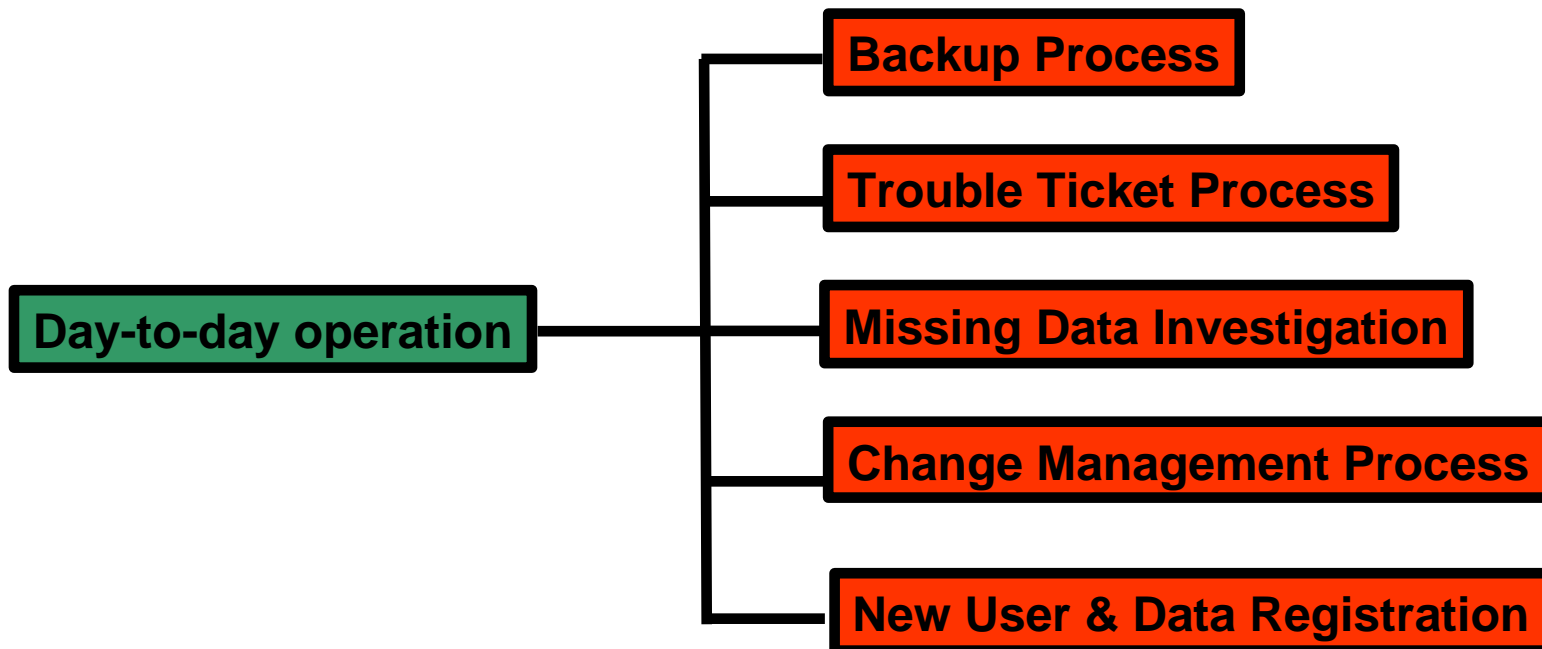 Backup Process
Trouble Ticket Process
Day-to-day operation
Missing Data Investigation
Change Management Process
New User & Data Registration